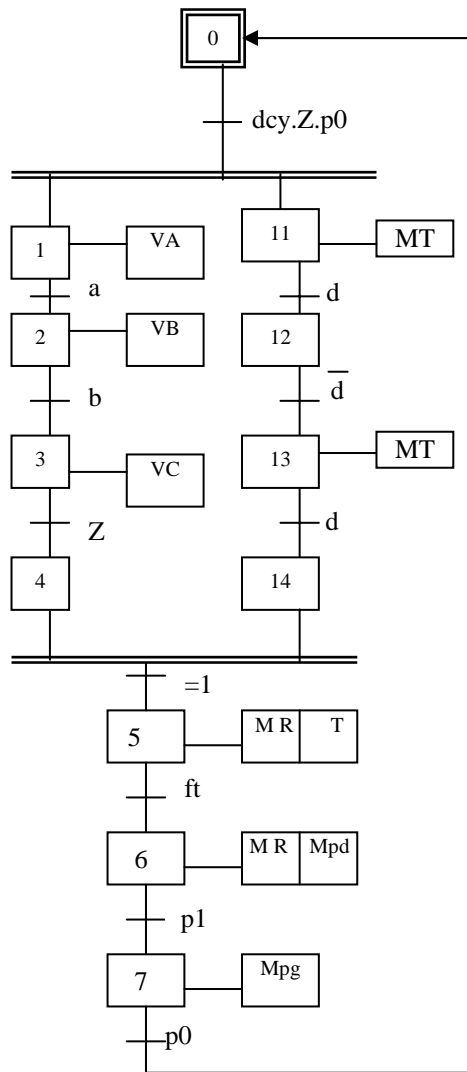 0
dcy.Z.p0
1 VA 11 MT
a d
2 VB 12
b d̅
3 VC 13 MT
Z d
4 14
=1
5 M R T
ft
6 M R Mpd
p1
7 Mpg
p0